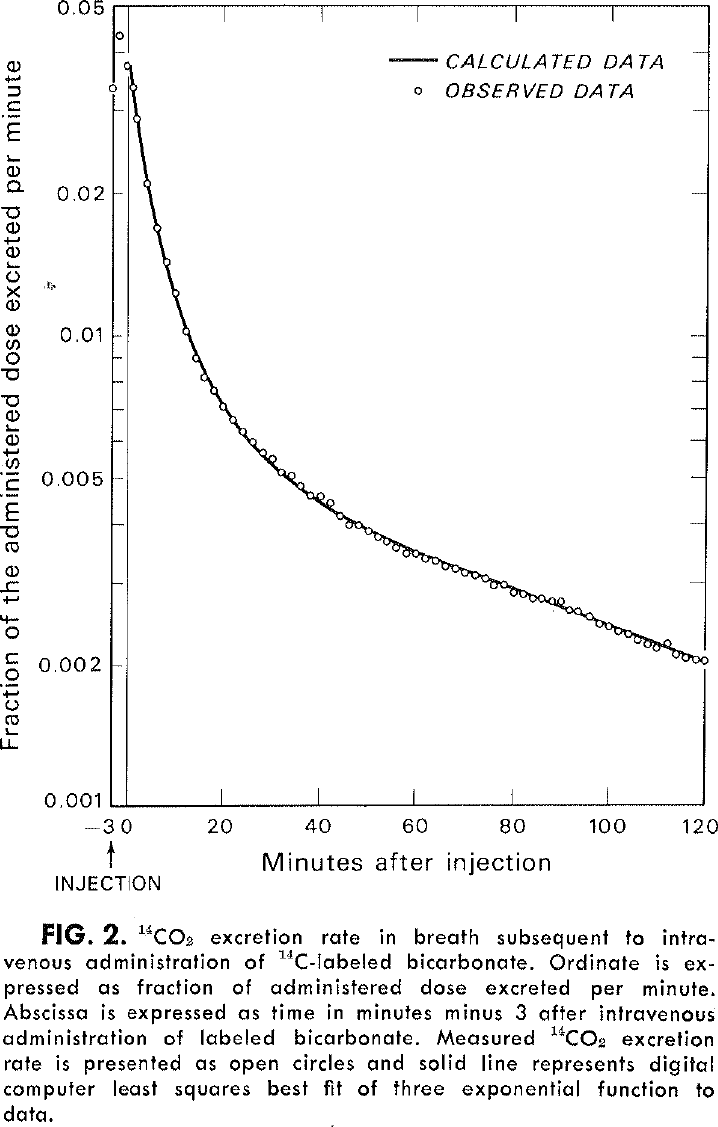 0.05
CALCULATED DATA
OBSERVED DATA
Fraction of the administered dose excreted per minute
0.02
0.01
0.005
0.002
0.001
–3 0 20 40 60 80 100 120
INJECTION
Minutes after injection
FIG. 2. ¹⁴CO₂ excretion rate in breath subsequent to intra-
venous administration of ¹⁴C-labeled bicarbonate. Ordinate is ex-
pressed as fraction of administered dose excreted per minute.
Abscissa is expressed as time in minutes minus 3 after intravenous
administration of labeled bicarbonate. Measured ¹⁴CO₂ excretion
rate is presented as open circles and solid line represents digital
computer least squares best fit of three exponential function to
data.